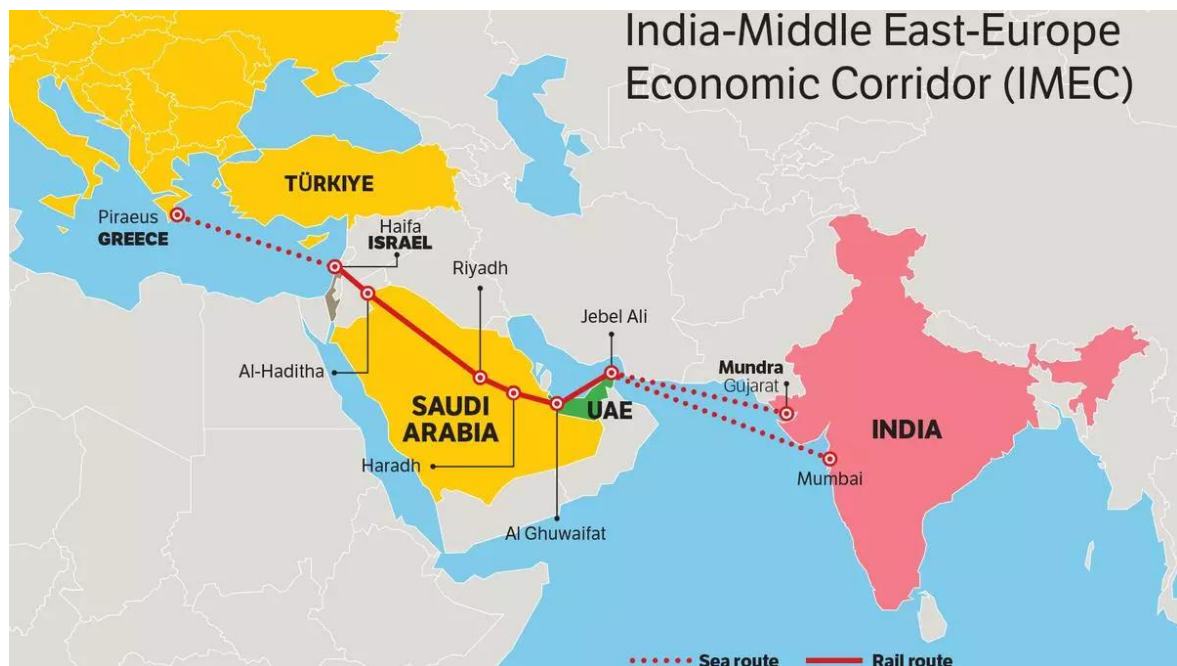 India-Middle East-Europe
Economic Corridor (IMEC)
TÜRKIYE
Piraeus
GREECE
Haifa
ISRAEL
Riyadh
Jebel Ali
Al-Haditha
Mundra
Gujarat
SAUDI
ARABIA
UAE
INDIA
Haradh
Mumbai
Al Ghuwaifat
Sea route
Rail route